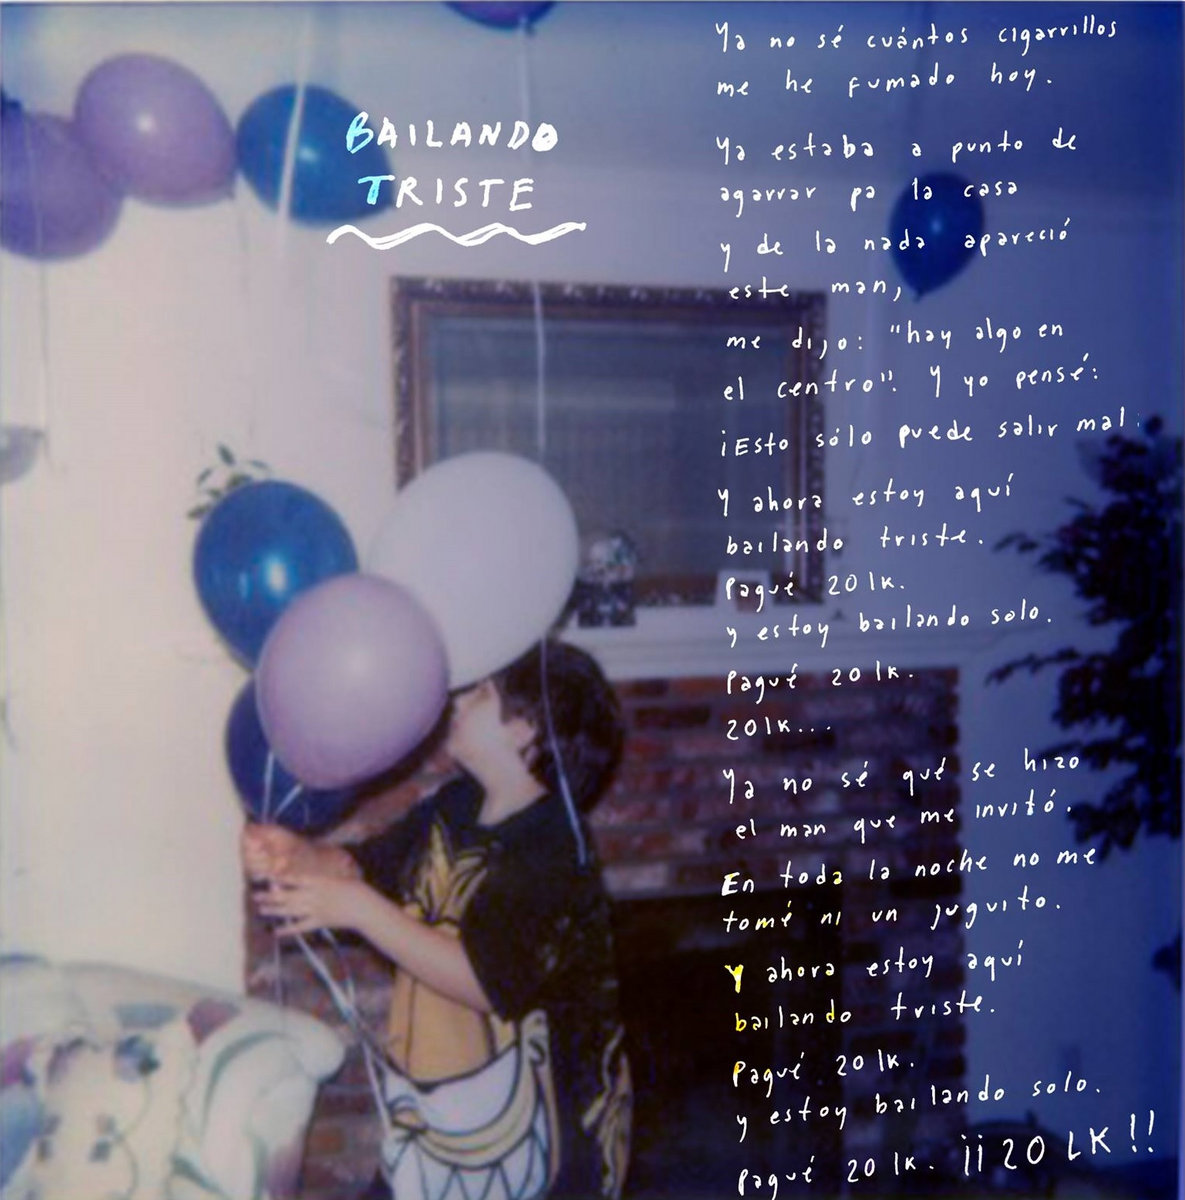 BAILANDO
TRISTE
Ya no sé cuántos cigarrillos
me he fumado hoy.
Ya estaba a punto de
agarrar pa la casa
y de la nada apareció
este man,
me dijo: "hay algo en
el centro". Y yo pensé:
¡Esto sólo puede salir mal.
Y ahora estoy aquí
bailando triste.
Pagué 20 lk.
y estoy bailando solo.
Pagué 20 lk.
20lk...
Ya no sé qué se hizo
el man que me invitó.
En toda la noche no me
tomé ni un juguito.
Y ahora estoy aquí
bailando triste.
Pagué 20 lk.
y estoy bailando solo.
Pagué 20 lk. ¡¡20 LK!!